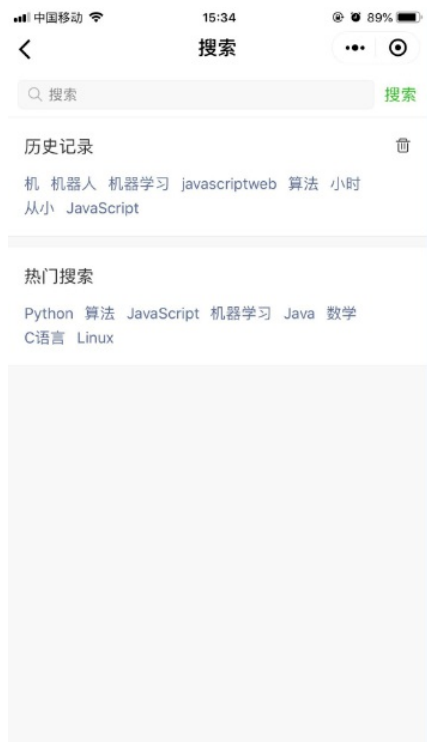 中国移动 15:34 89%
搜索
搜索 搜索
历史记录
机 机器人 机器学习 javascriptweb 算法 小时
从小 JavaScript
热门搜索
Python 算法 JavaScript 机器学习 Java 数学
C语言 Linux